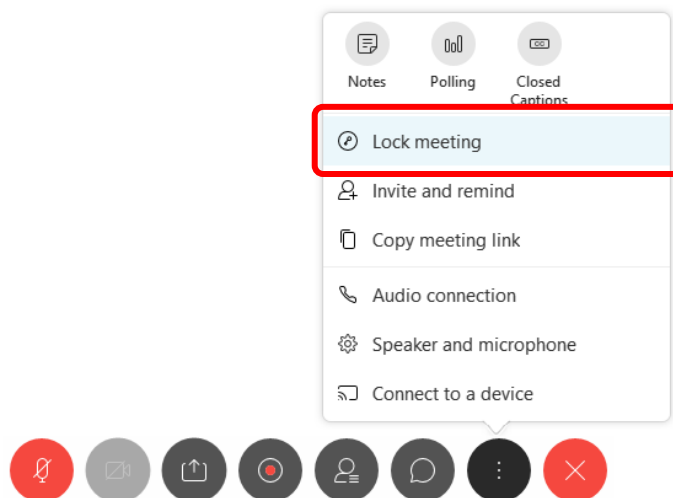 Notes Polling Closed
Captions
Lock meeting
Invite and remind
Copy meeting link
Audio connection
Speaker and microphone
Connect to a device